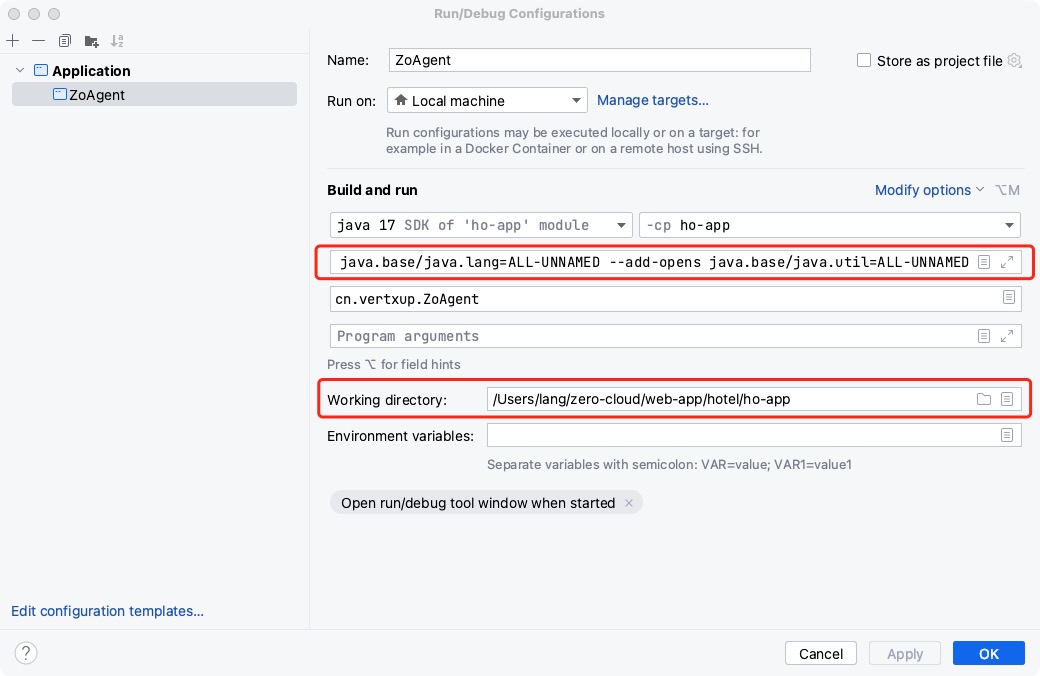 Run/Debug Configurations
Application
ZoAgent
Name: ZoAgent Store as project file
Run on: Local machine Manage targets...
Run configurations may be executed locally or on a target: for
example in a Docker Container or on a remote host using SSH.
Build and run Modify options ⌥M
java 17 SDK of 'ho-app' module -cp ho-app
java.base/java.lang=ALL-UNNAMED --add-opens java.base/java.util=ALL-UNNAMED
cn.vertxup.ZoAgent
Program arguments
Press ⌥ for field hints
Working directory: /Users/lang/zero-cloud/web-app/hotel/ho-app
Environment variables:
Separate variables with semicolon: VAR=value; VAR1=value1
Open run/debug tool window when started ×
Edit configuration templates...
? Cancel Apply OK